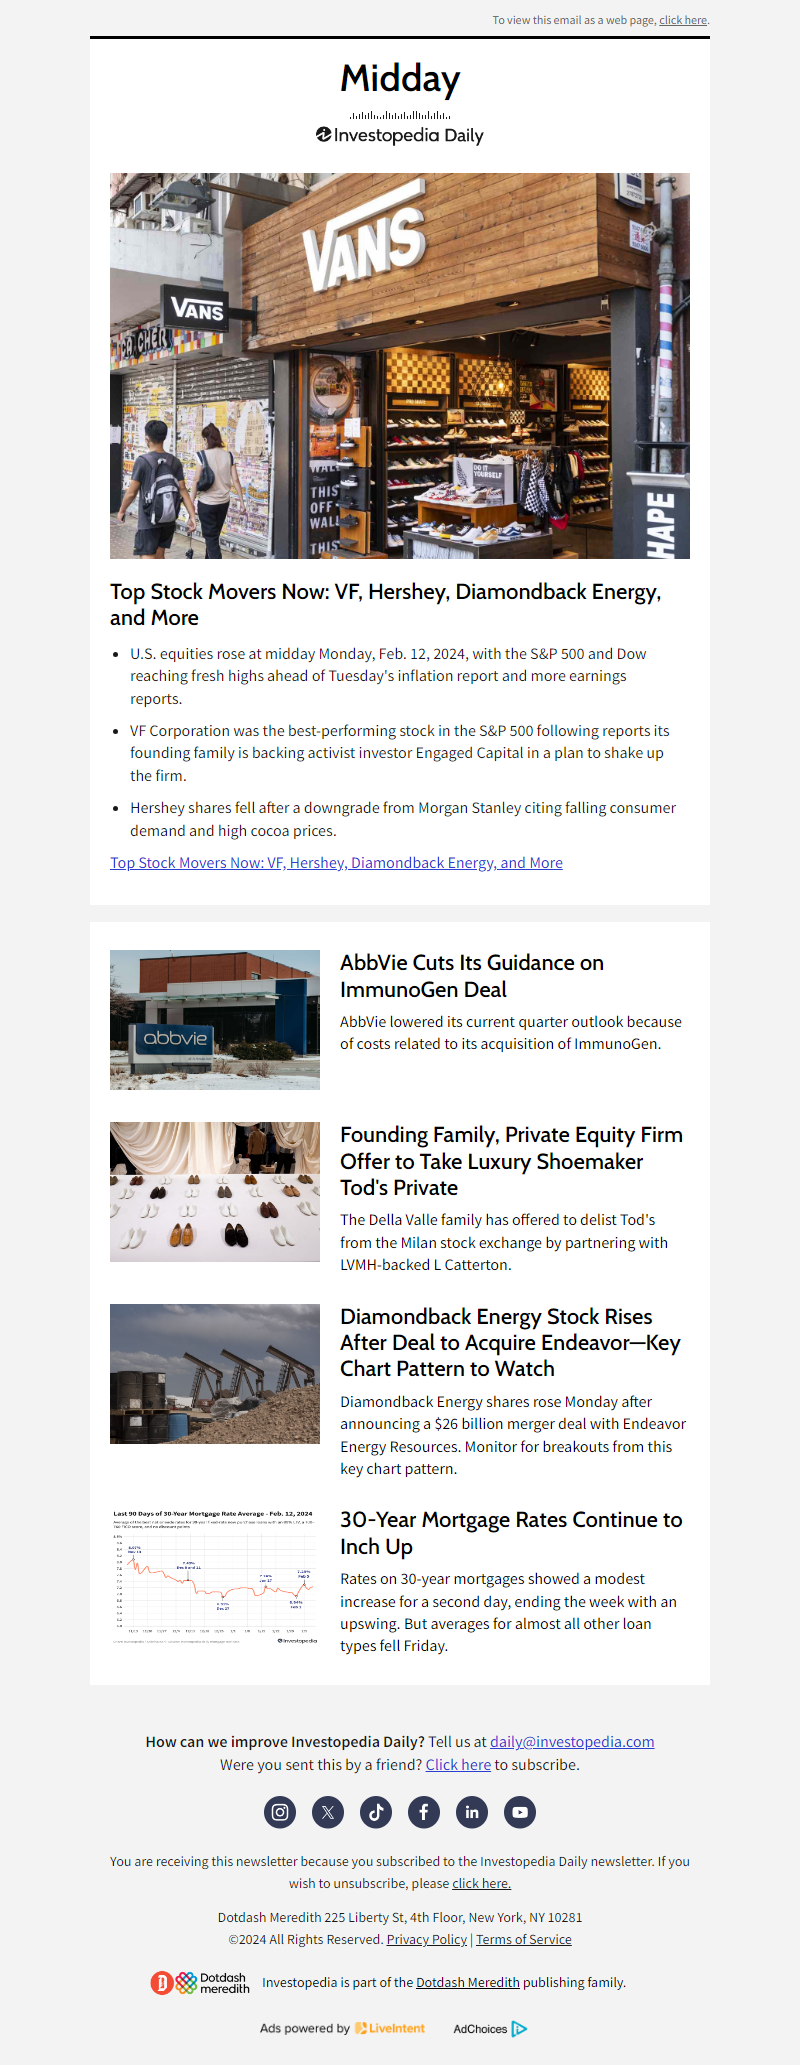 To view this email as a web page, click here.
Midday
Investopedia Daily
VANS
VANS
DO IT
YOURSELF
WALL
THIS
OFF
WALL
THIS
HAPE
Top Stock Movers Now: VF, Hershey, Diamondback Energy,
and More
• U.S. equities rose at midday Monday, Feb. 12, 2024, with the S&P 500 and Dow
reaching fresh highs ahead of Tuesday's inflation report and more earnings
reports.
• VF Corporation was the best-performing stock in the S&P 500 following reports its
founding family is backing activist investor Engaged Capital in a plan to shake up
the firm.
• Hershey shares fell after a downgrade from Morgan Stanley citing falling consumer
demand and high cocoa prices.
Top Stock Movers Now: VF, Hershey, Diamondback Energy, and More
abbvie
AbbVie Cuts Its Guidance on
ImmunoGen Deal
AbbVie lowered its current quarter outlook because
of costs related to its acquisition of ImmunoGen.
Founding Family, Private Equity Firm
Offer to Take Luxury Shoemaker
Tod's Private
The Della Valle family has offered to delist Tod's
from the Milan stock exchange by partnering with
LVMH-backed L Catterton.
Diamondback Energy Stock Rises
After Deal to Acquire Endeavor—Key
Chart Pattern to Watch
Diamondback Energy shares rose Monday after
announcing a $26 billion merger deal with Endeavor
Energy Resources. Monitor for breakouts from this
key chart pattern.
Last 90 Days of 30-Year Mortgage Rate Average - Feb. 12, 2024
Investopedia
30-Year Mortgage Rates Continue to
Inch Up
Rates on 30-year mortgages showed a modest
increase for a second day, ending the week with an
upswing. But averages for almost all other loan
types fell Friday.
How can we improve Investopedia Daily? Tell us at daily@investopedia.com
Were you sent this by a friend? Click here to subscribe.
You are receiving this newsletter because you subscribed to the Investopedia Daily newsletter. If you
wish to unsubscribe, please click here.
Dotdash Meredith 225 Liberty St, 4th Floor, New York, NY 10281
©2024 All Rights Reserved. Privacy Policy | Terms of Service
Dotdash
meredith
Investopedia is part of the Dotdash Meredith publishing family.
Ads powered by LiveIntent
AdChoices